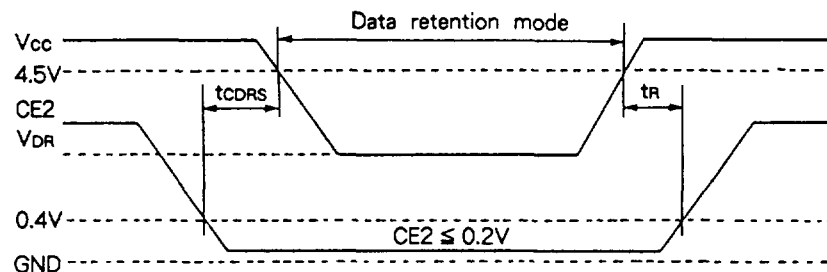 Data retention mode
Vcc
4.5V
tCDRS
tR
CE2
VDR
0.4V
CE2 ≦ 0.2V
GND